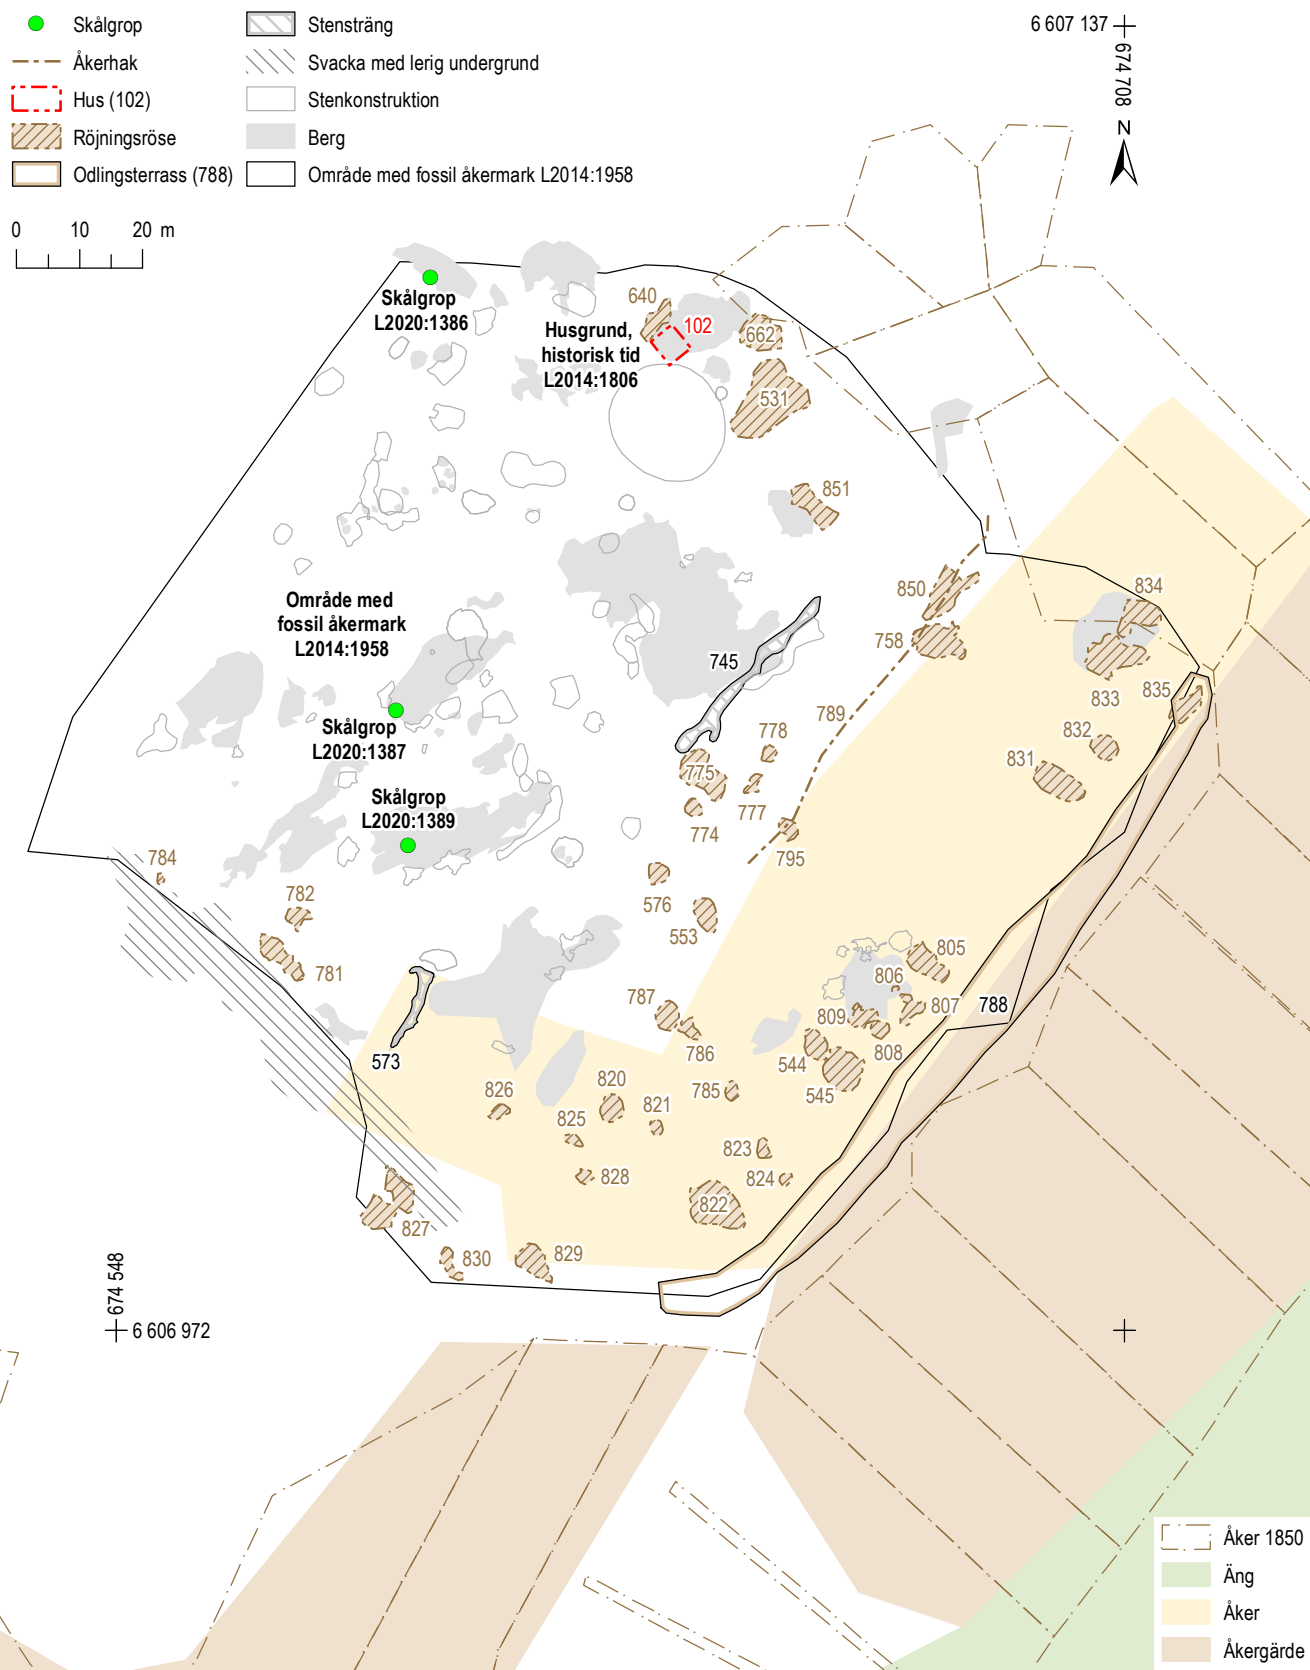 Skålgrop
Åkerhak
Hus (102)
Röjningsröse
Odlingsterrass (788)
Stensträng
Svacka med lerig undergrund
Stenkonstruktion
Berg
Område med fossil åkermark L2014:1958
0 10 20 m
6 607 137
674 708
N
Skålgrop
L2020:1386
640
102
662
Husgrund,
historisk tid
L2014:1806
531
851
850
834
Område med
fossil åkermark
L2014:1958
758
745
833
835
789
778
832
Skålgrop
L2020:1387
775
831
777
Skålgrop
L2020:1389
774
795
784
782
576
553
781
805
806
787
809
807
788
573
786
808
544
826
820
821
785
545
825
823
828
824
822
827
830
829
674 548
6 606 972
Åker 1850
Äng
Åker
Åkergärde